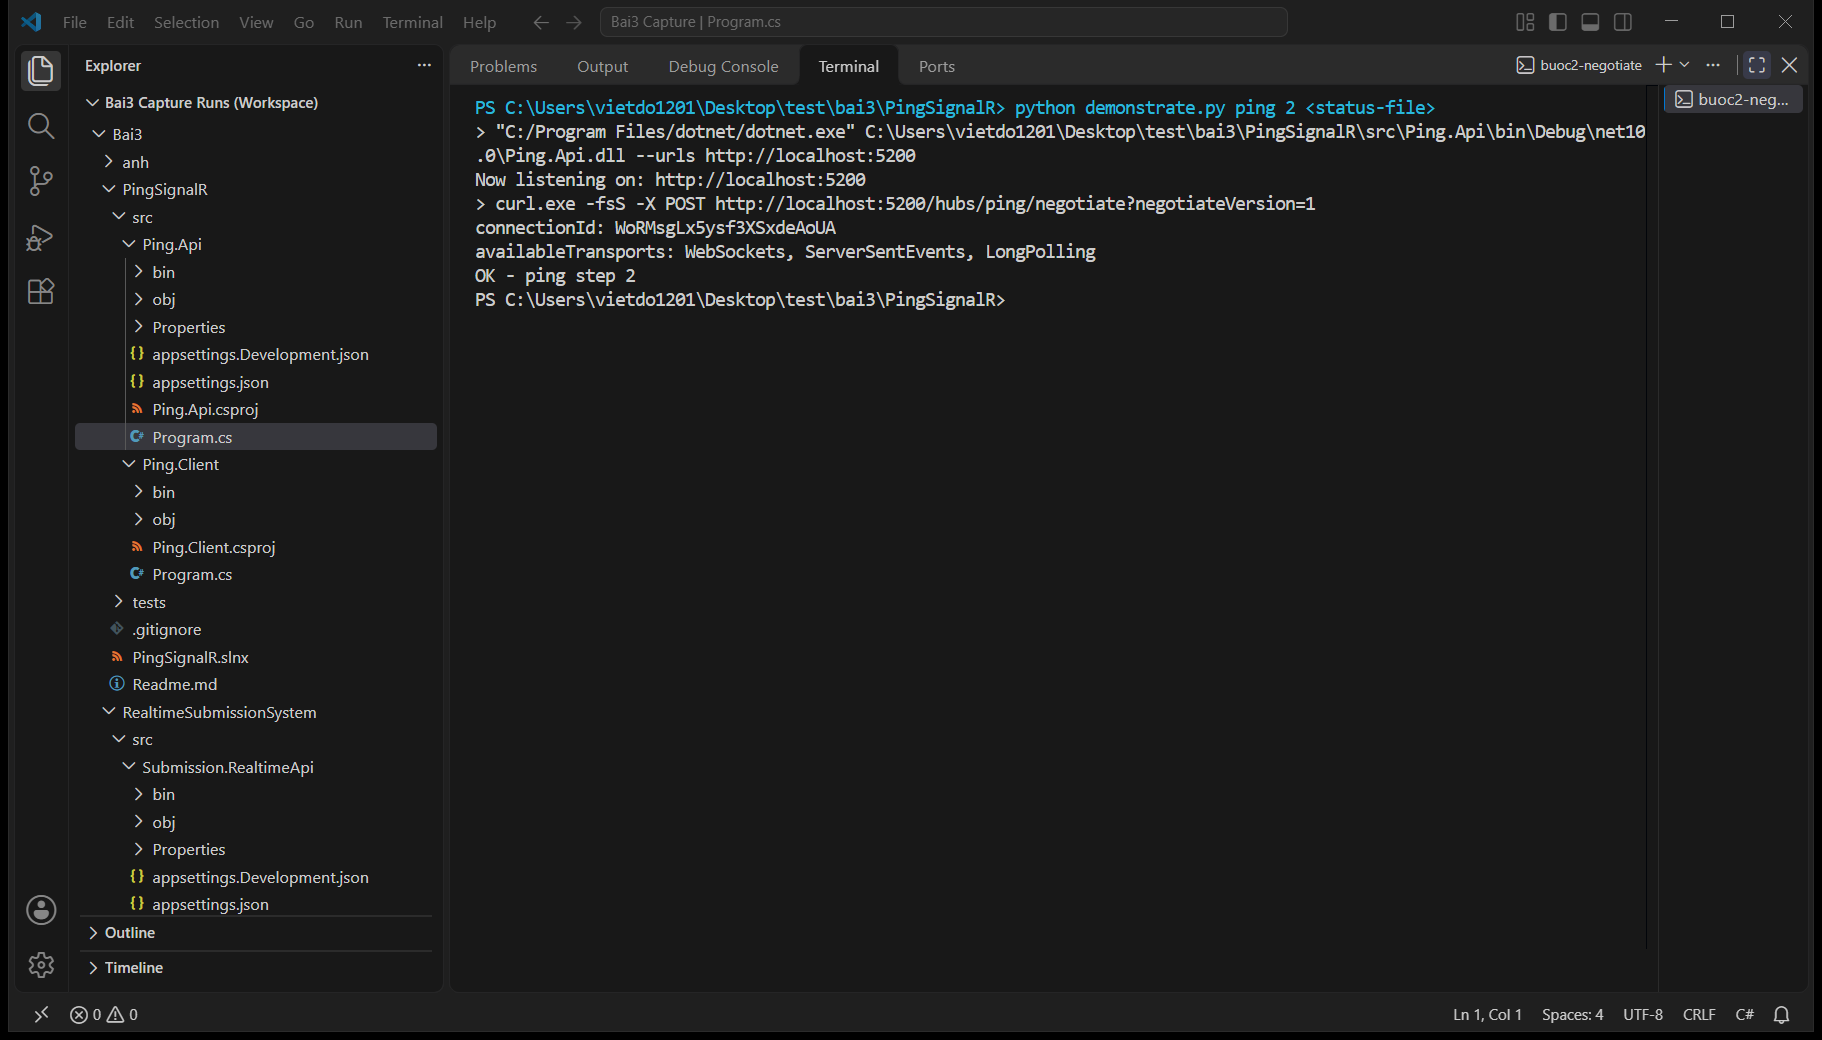 File Edit Selection View Go Run Terminal Help
Bai3 Capture | Program.cs
Explorer
Bai3 Capture Runs (Workspace)
Bai3
anh
PingSignalR
src
Ping.Api
bin
obj
Properties
appsettings.Development.json
appsettings.json
Ping.Api.csproj
Program.cs
Ping.Client
bin
obj
Ping.Client.csproj
Program.cs
tests
.gitignore
PingSignalR.slnx
Readme.md
RealtimeSubmissionSystem
src
Submission.RealtimeApi
bin
obj
Properties
appsettings.Development.json
appsettings.json
Outline
Timeline
Problems Output Debug Console Terminal Ports
buoc2-negotiate
buoc2-neg...
PS C:\Users\vietdo1201\Desktop\test\bai3\PingSignalR> python demonstrate.py ping 2 <status-file>
> "C:/Program Files/dotnet/dotnet.exe" C:\Users\vietdo1201\Desktop\test\bai3\PingSignalR\src\Ping.Api\bin\Debug\net10
.0\Ping.Api.dll --urls http://localhost:5200
Now listening on: http://localhost:5200
> curl.exe -fsS -X POST http://localhost:5200/hubs/ping/negotiate?negotiateVersion=1
connectionId: WoRMsgLx5ysf3XSxdeAoUA
availableTransports: WebSockets, ServerSentEvents, LongPolling
OK - ping step 2
PS C:\Users\vietdo1201\Desktop\test\bai3\PingSignalR>
0 0
Ln 1, Col 1 Spaces: 4 UTF-8 CRLF C#